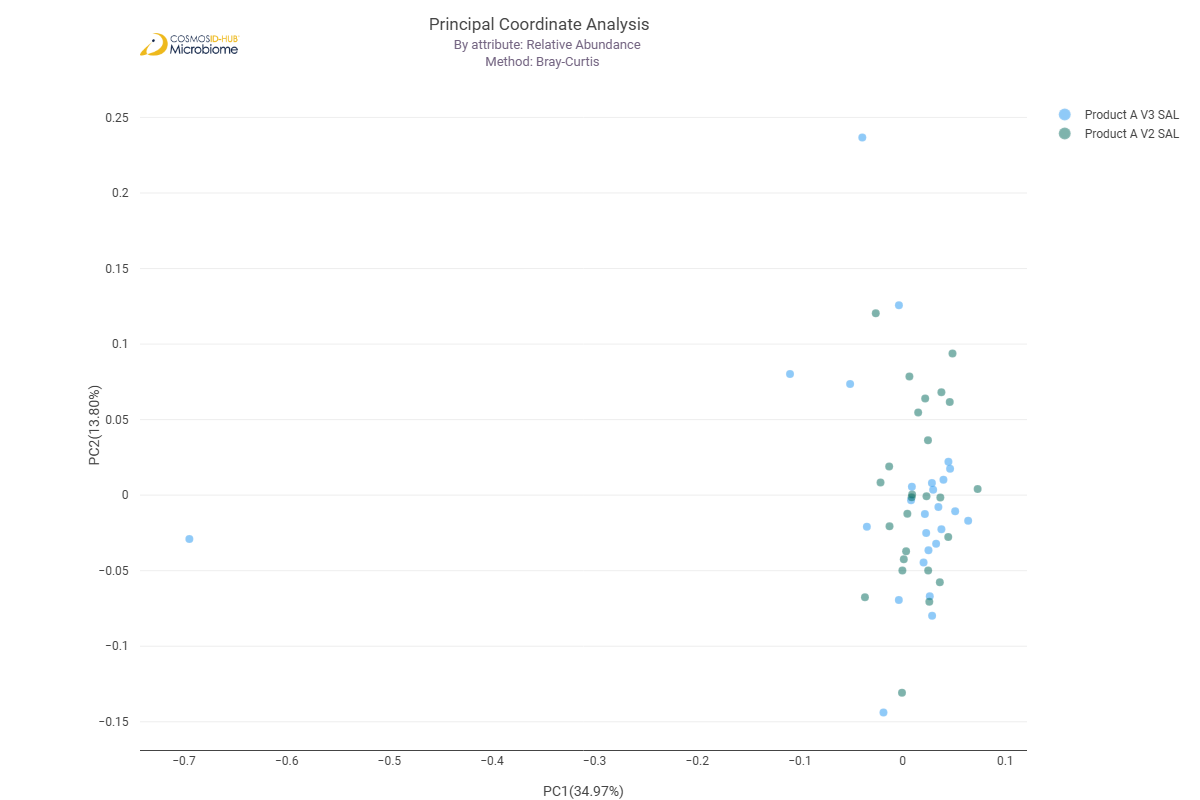 Principal Coordinate Analysis
By attribute: Relative Abundance
Method: Bray-Curtis
COSMOSID-HUB
Microbiome
Product A V3 SAL
Product A V2 SAL
0.25
0.2
0.15
0.1
0.05
0
−0.05
−0.1
−0.15
PC2(13.80%)
−0.7
−0.6
−0.5
−0.4
−0.3
−0.2
−0.1
0
0.1
PC1(34.97%)